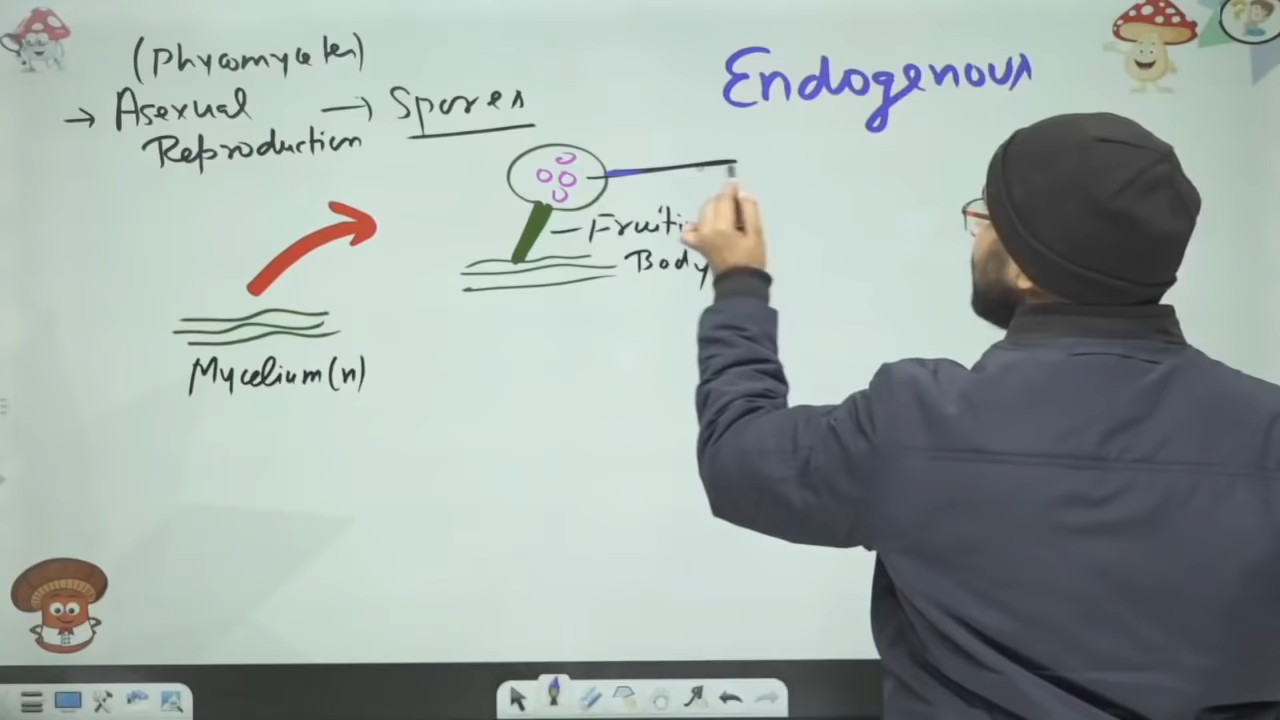 (Phycomycetes)
→ Asexual → Spores
Reproduction
Endogenous
Body
Mycelium(n)